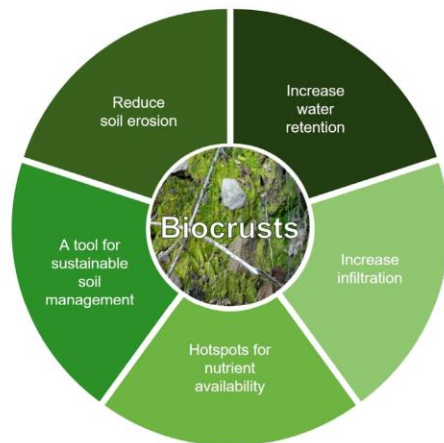 Reduce
soil erosion
Increase
water
retention
Biocrusts
A tool for
sustainable
soil
management
Increase
infiltration
Hotspots for
nutrient
availability